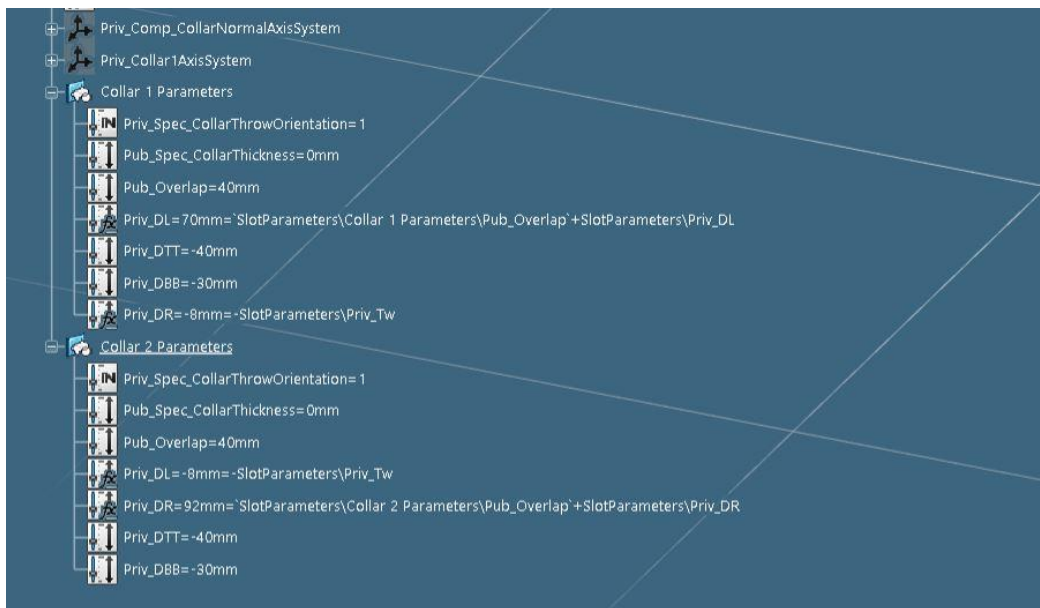 Priv_Comp_CollarNormalAxisSystem
Priv_Collar1AxisSystem
Collar 1 Parameters
Priv_Spec_CollarThrowOrientation=1
Pub_Spec_CollarThickness=0mm
Pub_Overlap=40mm
Priv_DL=70mm=`SlotParameters\Collar 1 Parameters\Pub_Overlap`+SlotParameters\Priv_DL
Priv_DTT=-40mm
Priv_DBB=-30mm
Priv_DR=-8mm=-SlotParameters\Priv_Tw
Collar 2 Parameters
Priv_Spec_CollarThrowOrientation=1
Pub_Spec_CollarThickness=0mm
Pub_Overlap=40mm
Priv_DL=-8mm=-SlotParameters\Priv_Tw
Priv_DR=92mm=`SlotParameters\Collar 2 Parameters\Pub_Overlap`+SlotParameters\Priv_DR
Priv_DTT=-40mm
Priv_DBB=-30mm